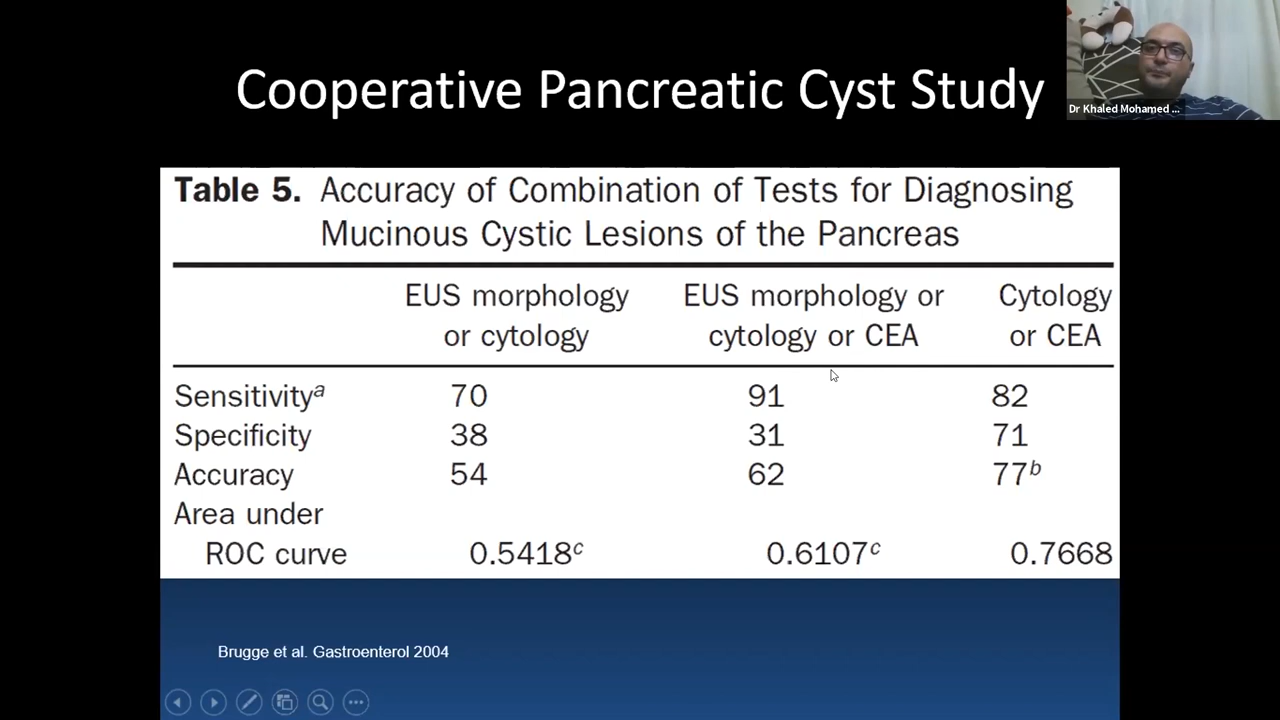 Cooperative Pancreatic Cyst Study
Dr Khaled Mohamed ...
Table 5. Accuracy of Combination of Tests for Diagnosing
Mucinous Cystic Lesions of the Pancreas
EUS morphology or cytology
EUS morphology or cytology or CEA
Cytology or CEA
Sensitivitya 70 91 82
Specificity 38 31 71
Accuracy 54 62 77b
Area under
ROC curve 0.5418c 0.6107c 0.7668
Brugge et al. Gastroenterol 2004